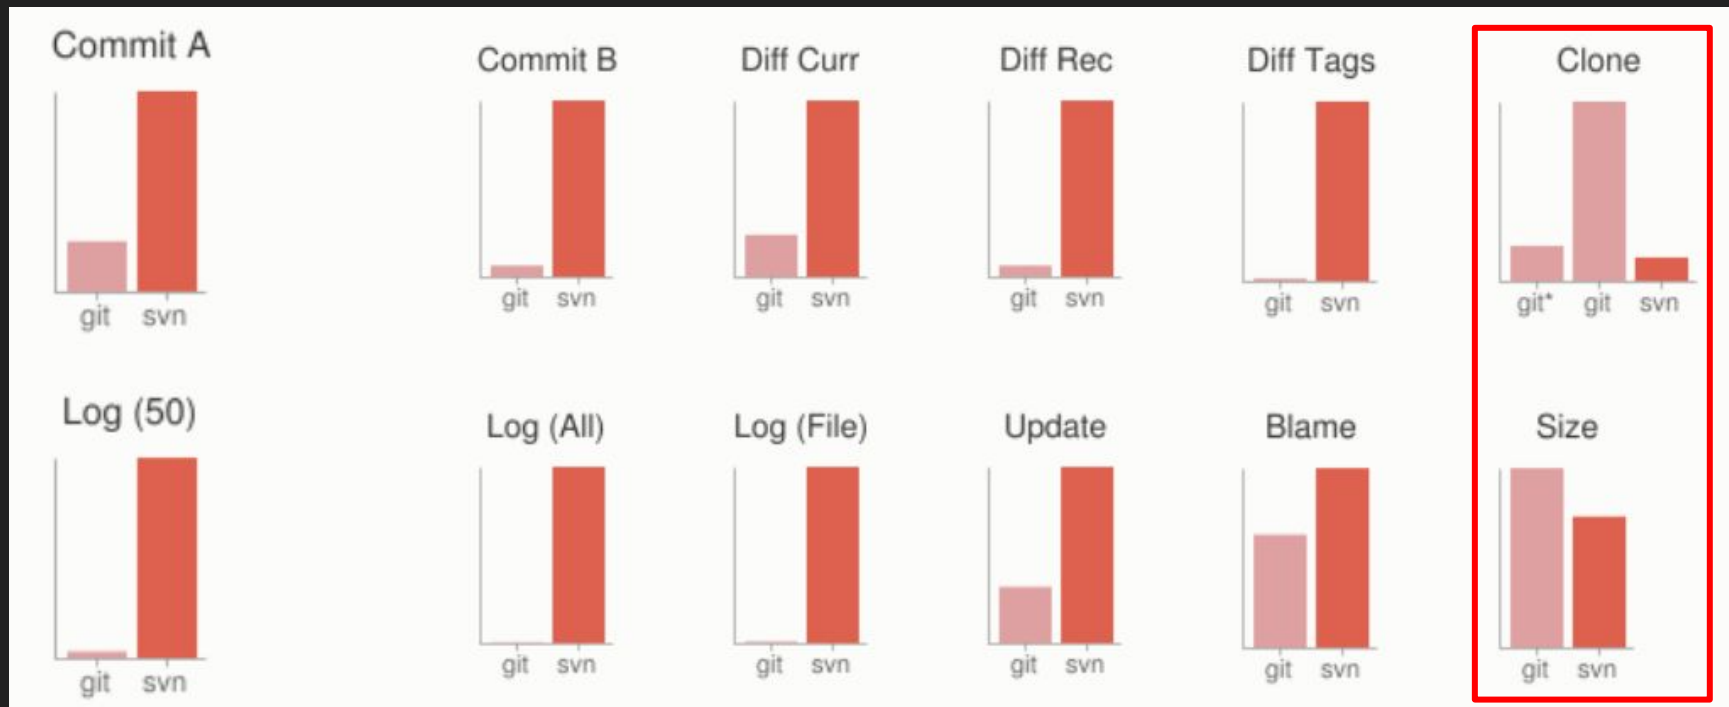 Commit A
Commit B
Diff Curr
Diff Rec
Diff Tags
Clone
git svn
git svn
git svn
git svn
git svn
git* git svn
Log (50)
Log (All)
Log (File)
Update
Blame
Size
git svn
git svn
git svn
git svn
git svn
git svn